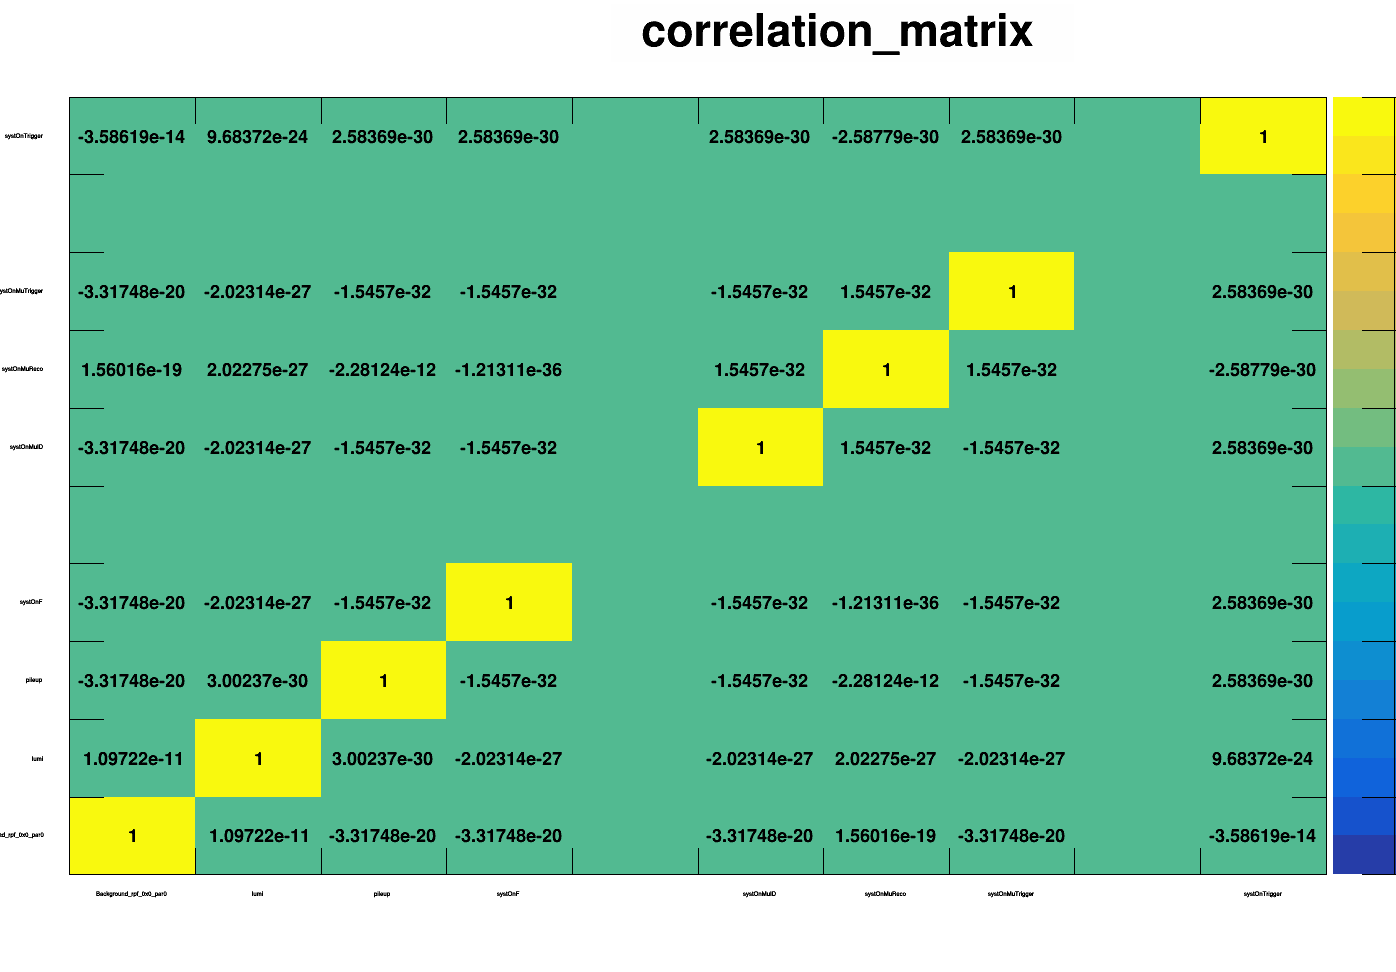 correlation_matrix
systOnTrigger -3.58619e-14 9.68372e-24 2.58369e-30 2.58369e-30 2.58369e-30 -2.58779e-30 2.58369e-30 1
ystOnMuTrigger -3.31748e-20 -2.02314e-27 -1.5457e-32 -1.5457e-32 -1.5457e-32 1.5457e-32 1 2.58369e-30
systOnMuReco 1.56016e-19 2.02275e-27 -2.28124e-12 -1.21311e-36 1.5457e-32 1 1.5457e-32 -2.58779e-30
systOnMuID -3.31748e-20 -2.02314e-27 -1.5457e-32 -1.5457e-32 1 1.5457e-32 -1.5457e-32 2.58369e-30
systOnF -3.31748e-20 -2.02314e-27 -1.5457e-32 1 -1.5457e-32 -1.21311e-36 -1.5457e-32 2.58369e-30
pileup -3.31748e-20 3.00237e-30 1 -1.5457e-32 -1.5457e-32 -2.28124e-12 -1.5457e-32 2.58369e-30
lumi 1.09722e-11 1 3.00237e-30 -2.02314e-27 -2.02314e-27 2.02275e-27 -2.02314e-27 9.68372e-24
nd_rpf_0x0_par0 1 1.09722e-11 -3.31748e-20 -3.31748e-20 -3.31748e-20 1.56016e-19 -3.31748e-20 -3.58619e-14
Background_rpf_0x0_par0 lumi pileup systOnF systOnMuID systOnMuReco systOnMuTrigger systOnTrigger